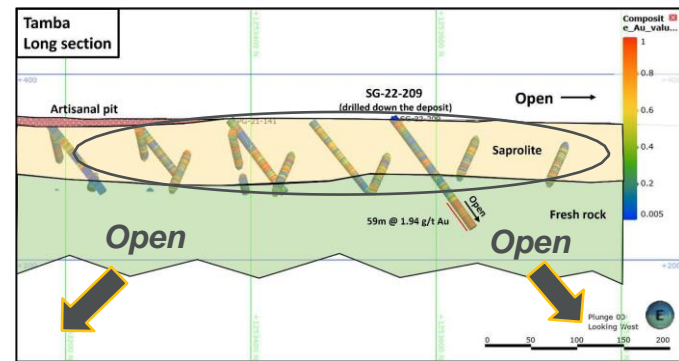 Tamba
Long section
Composit
e_Au_valu...
1
0.8
0.6
0.4
0.2
0.005
+400
SG-22-209
(drilled down the deposit)
Open
Artisanal pit
Saprolite
Open
Fresh rock
59m @ 1.94 g/t Au
Open
Open
+200
Plunge 00
Looking West
E
0 50 100 150 200